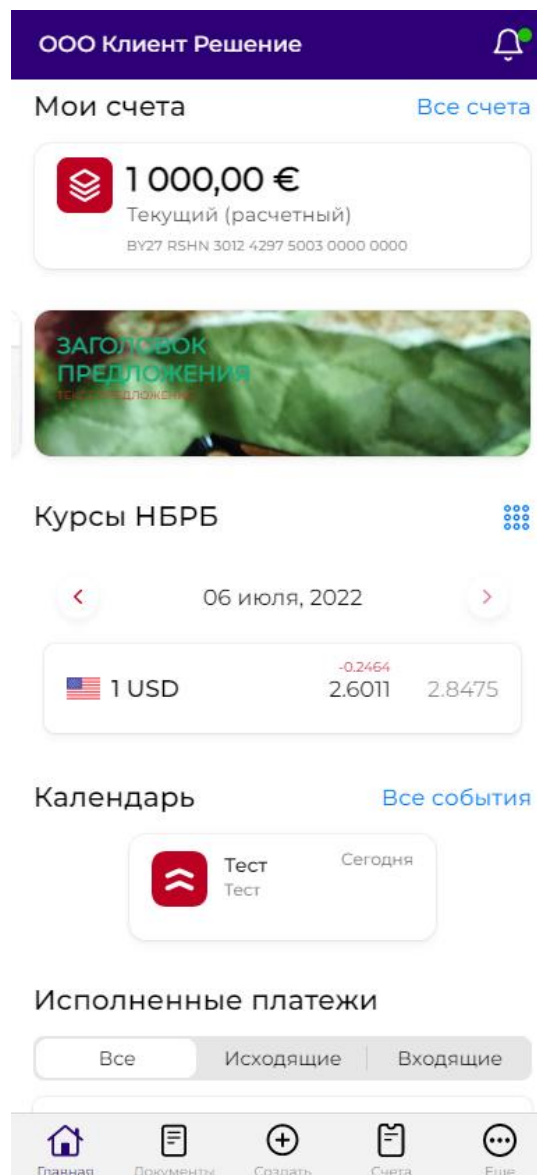 ООО Клиент Решение
Мои счета Все счета
1 000,00 €
Текущий (расчетный)
BY27 RSHN 3012 4297 5003 0000 0000
ЗАГОЛОВОК
ПРЕДЛОЖЕНИЯ
ТЕКСТ ПРЕДЛОЖЕНИЯ
Курсы НБРБ
06 июля, 2022
-0.2464
1 USD 2.6011 2.8475
Календарь Все события
Тест Сегодня
Тест
Исполненные платежи
Все Исходящие Входящие
Главная Документы Создать Счета Еще